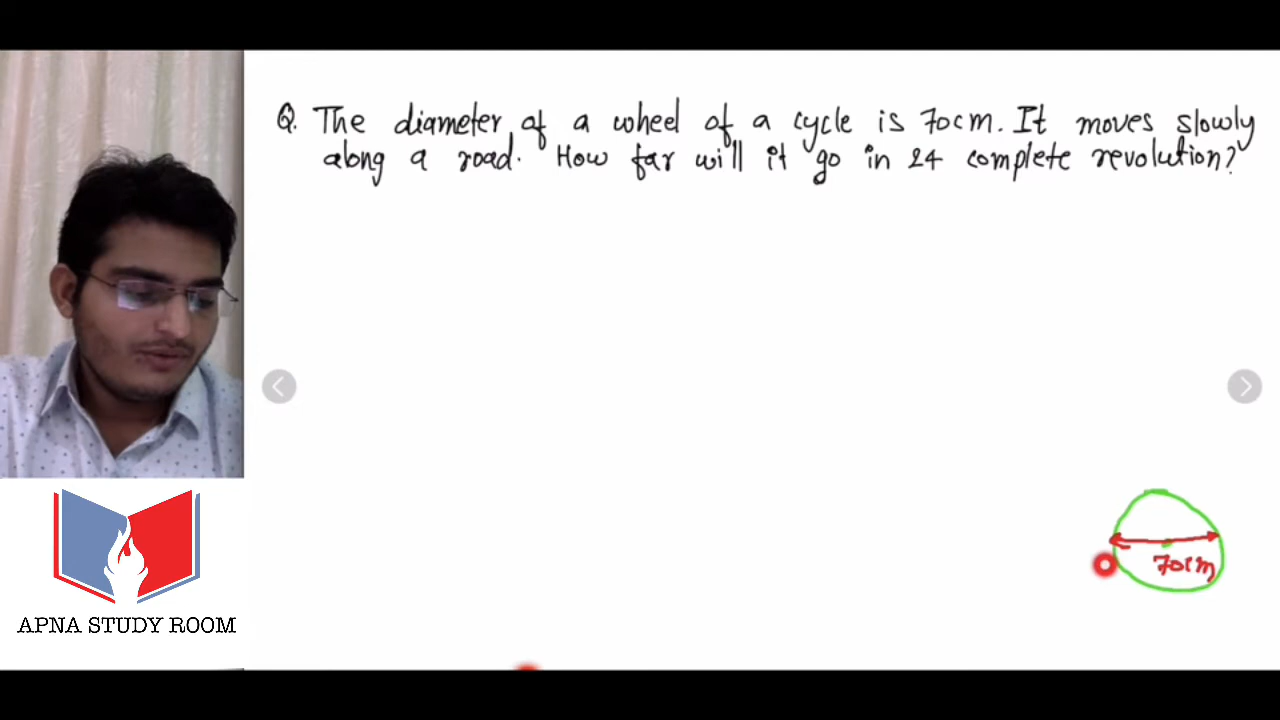 Q. The diameter of a wheel of a cycle is 70cm. It moves slowly
along a road. How far will it go in 24 complete revolution?
70cm
APNA STUDY ROOM